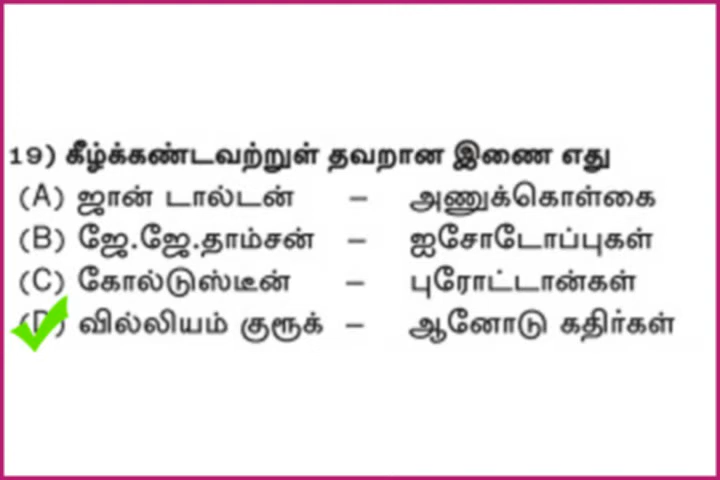 19) கீழ்க்கண்டவற்றுள் தவறான இணை எது
(A) ஜான் டால்டன் – அணுக்கொள்கை
(B) ஜே.ஜே.தாம்சன் – ஐசோடோப்புகள்
(C) கோல்டுஸ்டீன் – புரோட்டான்கள்
(D) வில்லியம் குரூக் – ஆனோடு கதிர்கள்